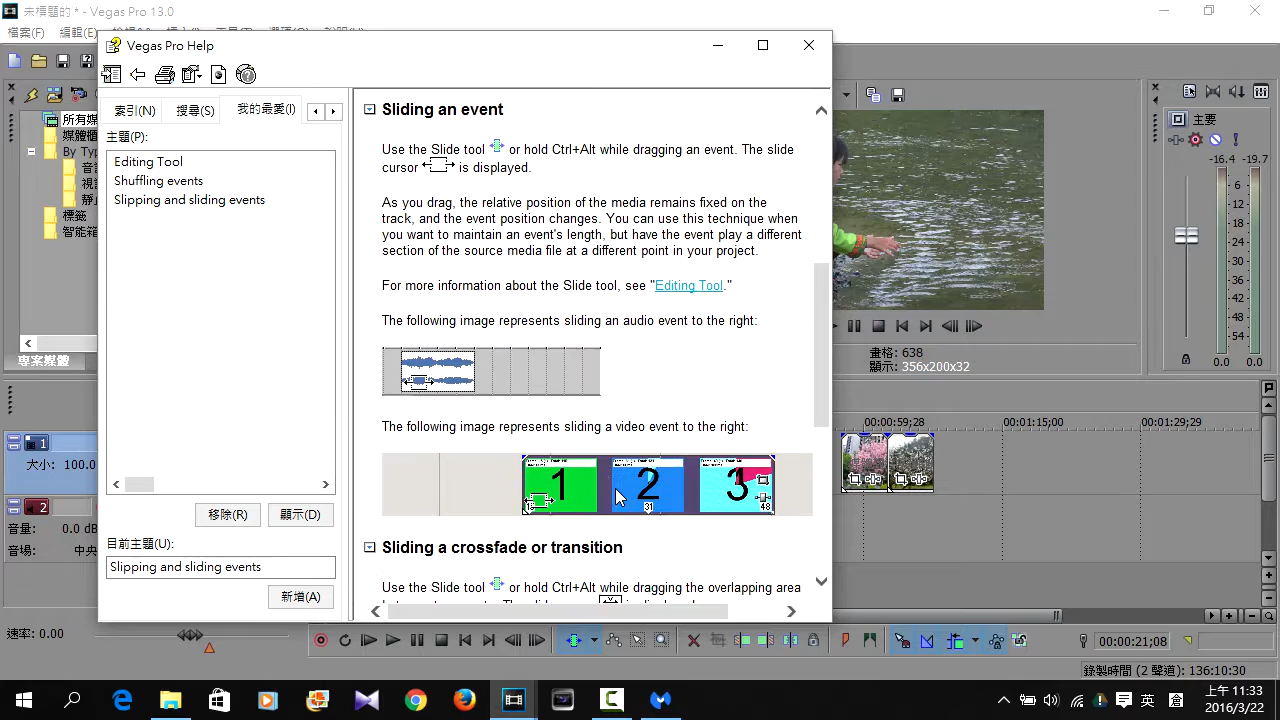 未標題的 * - Vegas Pro 13.0
檔案(F) 編輯(E)
Vegas Pro Help
索引(N) 搜尋(S) 我的最愛(I)
主題(P):
Editing Tool
Shuffling events
Slipping and sliding events
移除(R) 顯示(D)
目前主題(U):
Slipping and sliding events
新增(A)
Sliding an event
Use the Slide tool or hold Ctrl+Alt while dragging an event. The slide
cursor is displayed.
As you drag, the relative position of the media remains fixed on the
track, and the event position changes. You can use this technique when
you want to maintain an event's length, but have the event play a different
section of the source media file at a different point in your project.
For more information about the Slide tool, see "Editing Tool."
The following image represents sliding an audio event to the right:
The following image represents sliding a video event to the right:
1 2 3
13 31 48
Sliding a crossfade or transition
Use the Slide tool or hold Ctrl+Alt while dragging the overlapping area
所有媒
媒體櫃
By Typ
音
視
靜
標籤
智能箱
專案媒體
主要
-16.4 -19.
6
12
18
24
30
36
42
48
54
0.0 0.0
畫格: 638
顯示: 356x200x32
1
大小: 100.0
2
音量: 0.0 dB
音場: 中央
00:00:59;28 00:01:15;00 00:01:29;29
速率: 0.00
00:00:21;08
錄製時間 (2 聲道): 136:10:30
英
上午 11:33
2016/3/22